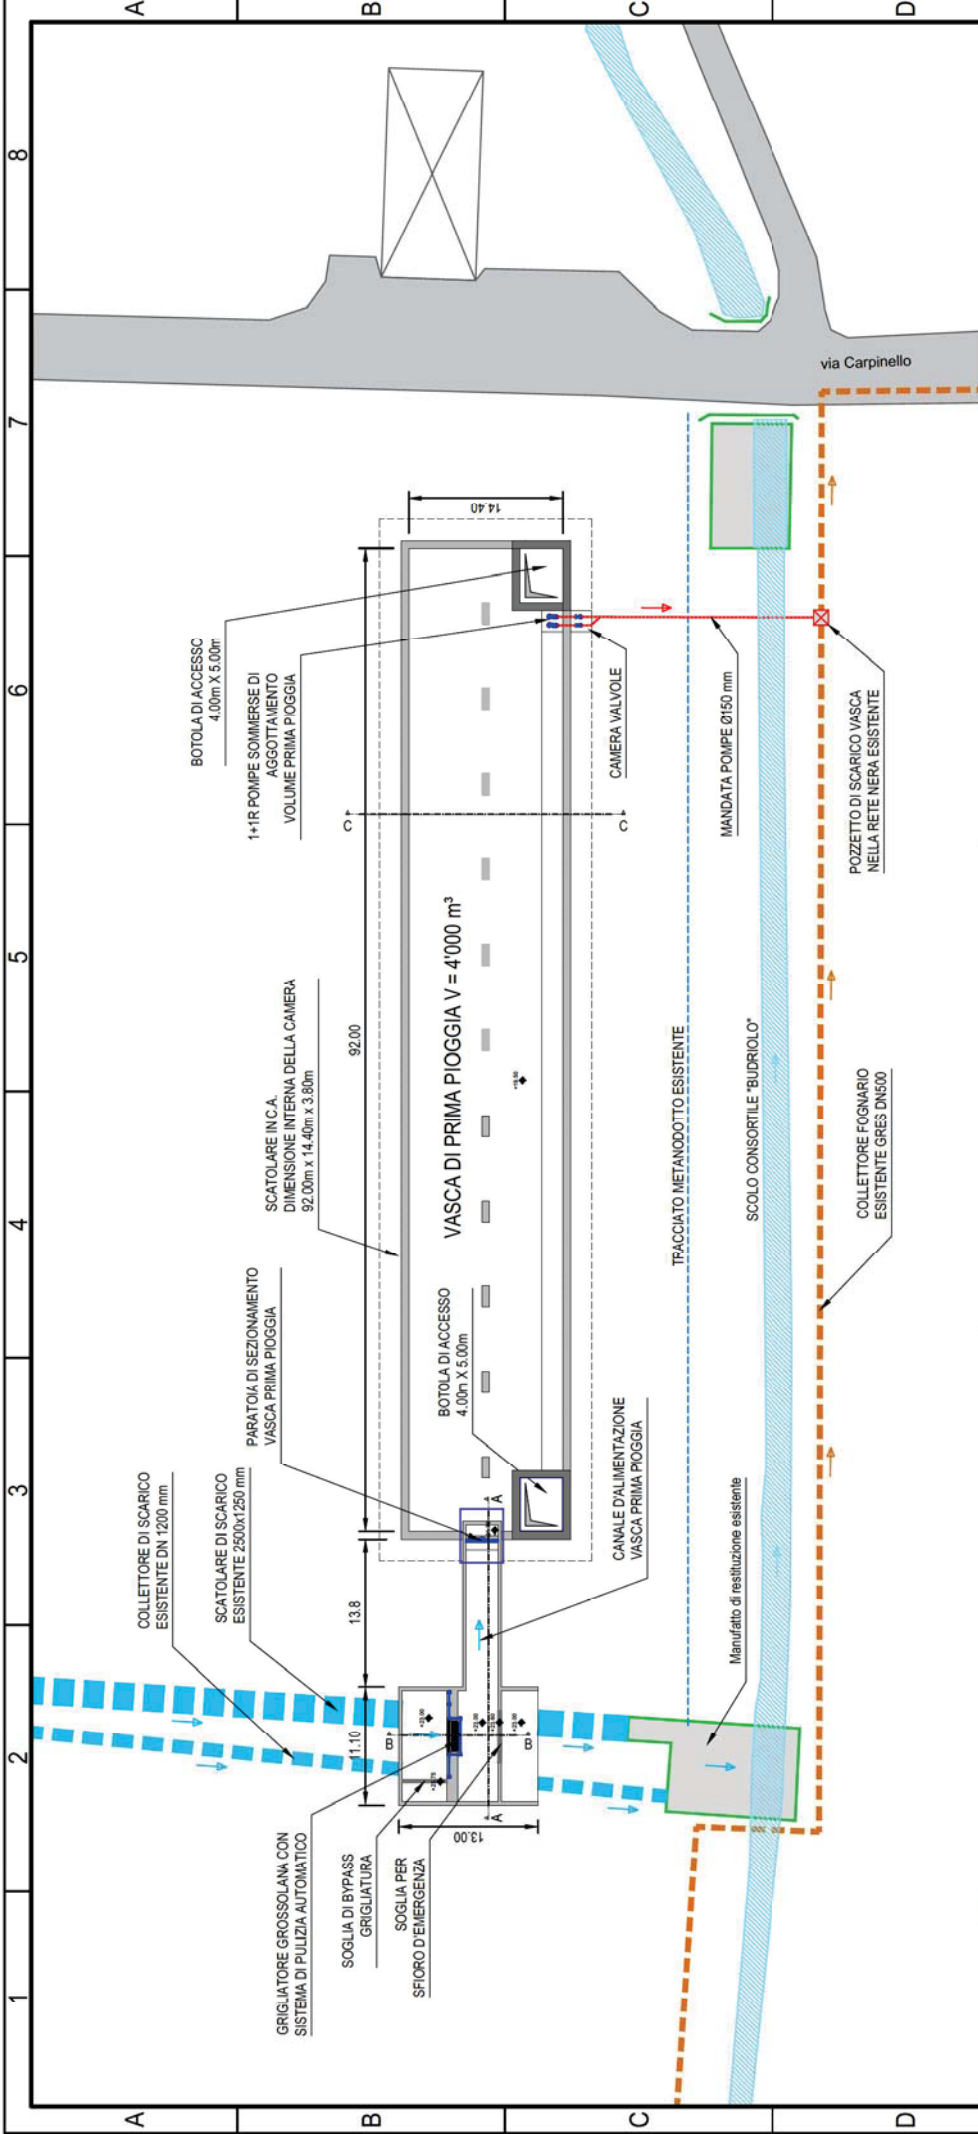 1
2
3
4
5
6
7
8
A
B
C
D
A
B
C
D
GRIGLIATORE GROSSOLANA CON
SISTEMA DI PULIZIA AUTOMATICO
SOGLIA DI BYPASS
GRIGLIATURA
SOGLIA PER
SFIORO D'EMERGENZA
COLLETTORE DI SCARICO
ESISTENTE DN 1200 mm
SCATOLARE DI SCARICO
ESISTENTE 2500x1250 mm
PARATOIA DI SEZIONAMENTO
VASCA PRIMA PIOGGIA
SCATOLARE IN C.A.
DIMENSIONE INTERNA DELLA CAMERA
92.00m x 14.40m x 3.80m
BOTOLA DI ACCESSO
4.00m X 5.00m
1+1R POMPE SOMMERSE DI
AGGOTTAMENTO
VOLUME PRIMA PIOGGIA
13.00
11.10
13.8
92.00
14.40
B
B
A
A
C
C
+23.00
+23.00
VASCA DI PRIMA PIOGGIA V = 4'000 m³
BOTOLA DI ACCESSO
4.00m X 5.00m
CANALE D'ALIMENTAZIONE
VASCA PRIMA PIOGGIA
CAMERA VALVOLE
MANDATA POMPE Ø150 mm
TRACCIATO METANODOTTO ESISTENTE
Manufatto di restituzione esistente
SCOLO CONSORTILE "BUDRIOLO"
COLLETTORE FOGNARIO
ESISTENTE GRES DN500
POZZETTO DI SCARICO VASCA
NELLA RETE NERA ESISTENTE
via Carpinello